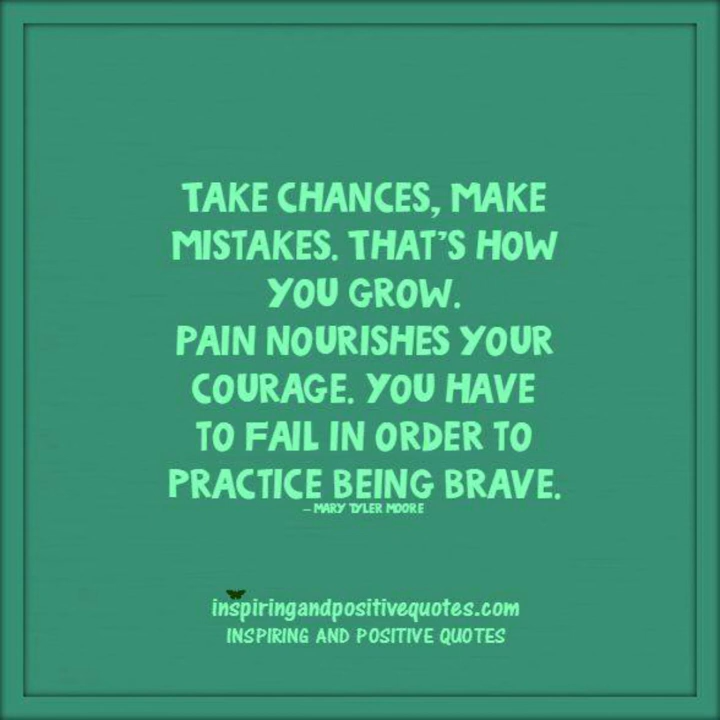 TAKE CHANCES, MAKE
MISTAKES. THAT'S HOW
YOU GROW.
PAIN NOURISHES YOUR
COURAGE. YOU HAVE
TO FAIL IN ORDER TO
PRACTICE BEING BRAVE.
– MARY TYLER MOORE
inspiringandpositivequotes.com
INSPIRING AND POSITIVE QUOTES